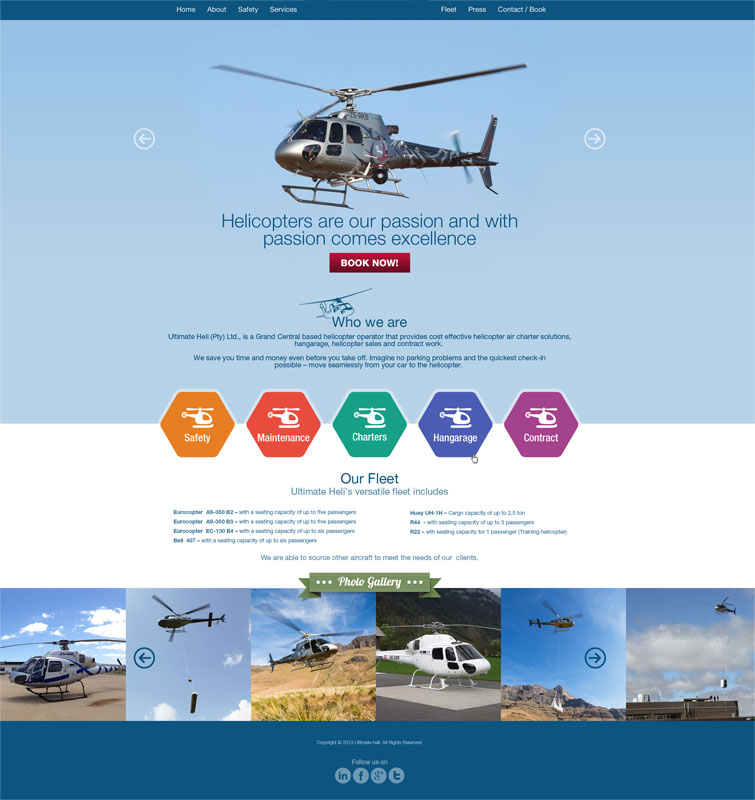 Home About Safety Services Fleet Press Contact / Book
ZS-RKB
Helicopters are our passion and with
passion comes excellence
BOOK NOW!
Who we are
Ultimate Heli (Pty) Ltd., is a Grand Central based helicopter operator that provides cost effective helicopter air charter solutions,
hangarage, helicopter sales and contract work.
We save you time and money even before you take off. Imagine no parking problems and the quickest check-in
possible – move seamlessly from your car to the helicopter.
Safety Maintenance Charters Hangarage Contract
Our Fleet
Ultimate Heli's versatile fleet includes
Eurocopter AS-350 B2 – with a seating capacity of up to five passengers
Eurocopter AS-350 B3 – with a seating capacity of up to five passengers
Eurocopter EC-130 B4 – with a seating capacity of up to six passengers
Bell 407 – with a seating capacity of up to six passengers
Huey UH-1H – Cargo capacity of up to 2,5 ton
R44 - with seating capacity of up to 3 passengers
R22 – with seating capacity for 1 passenger (Training helicopter)
We are able to source other aircraft to meet the needs of our clients.
Photo Gallery
Copyright © 2013 Ultimate-heli. All Rights Reserved
Follow us on
in f g+ t